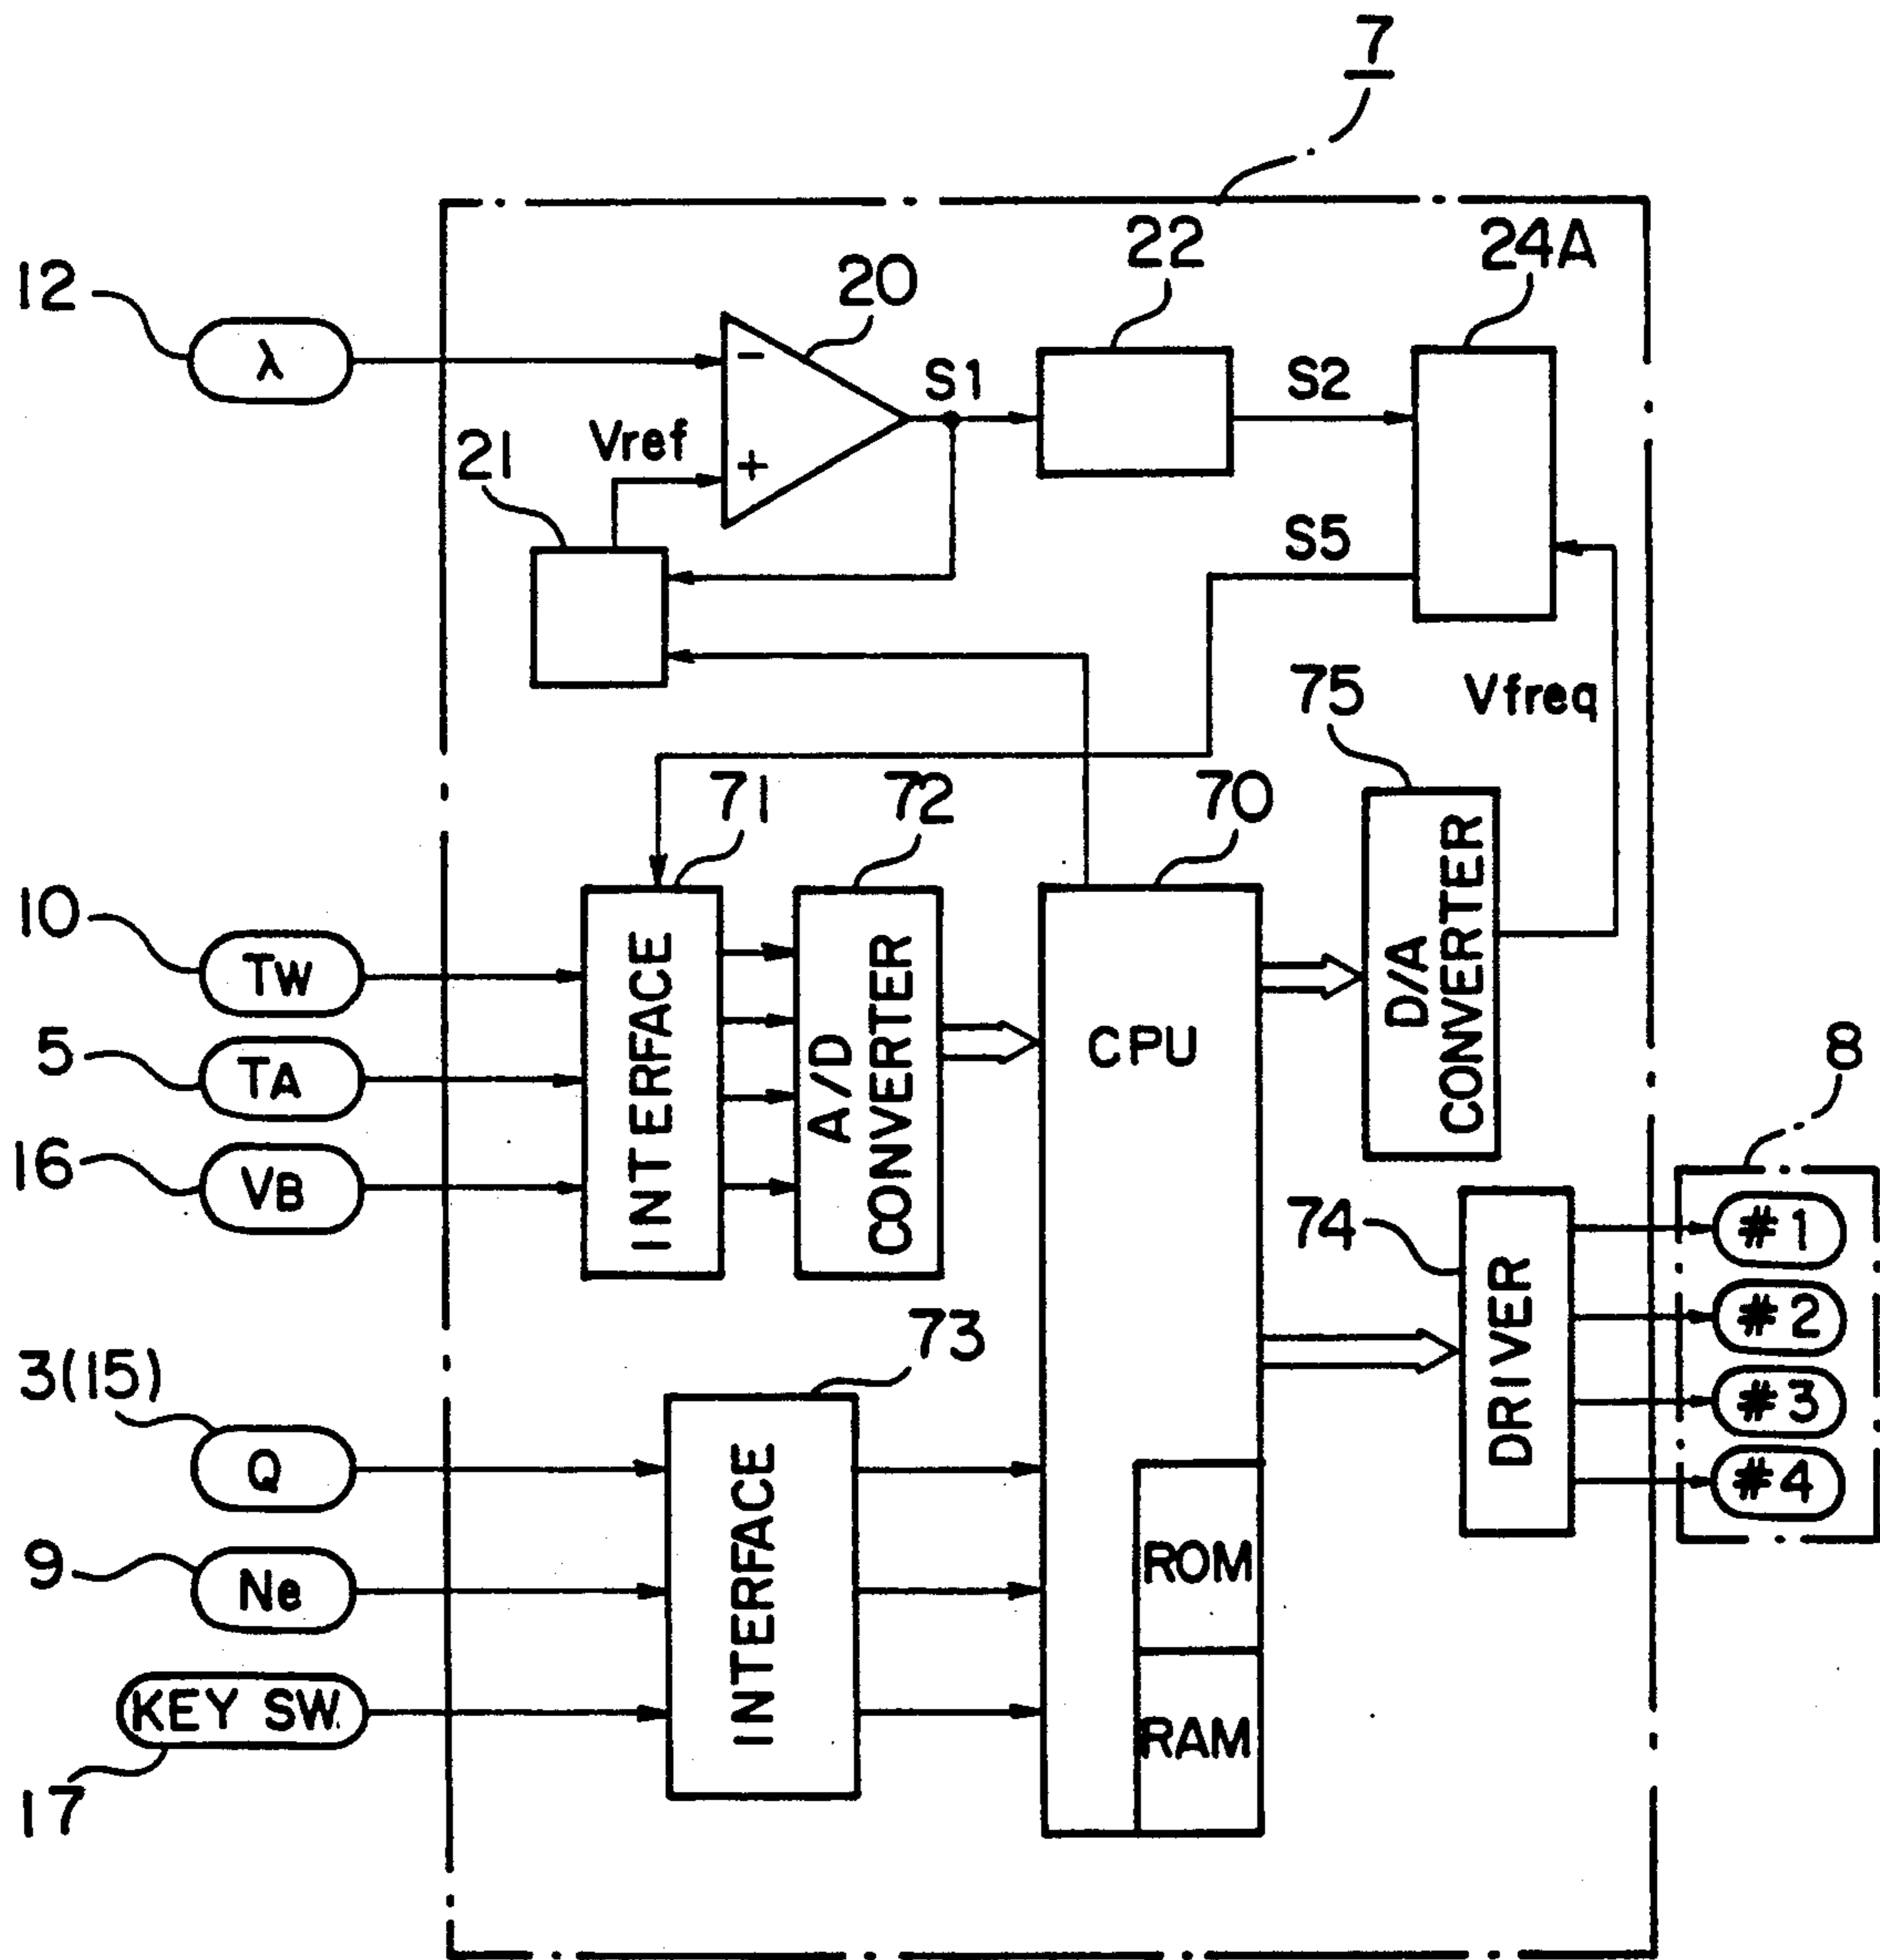 7
12
λ
20
22
24A
−
S1
S2
Vref
+
21
S5
75
Vfreq
71
72
70
10
TW
5
TA
16
VB
INTERFACE
A/D
CONVERTER
CPU
D/A
CONVERTER
8
74
DRIVER
#1
#2
#3
#4
73
3(15)
Q
9
Ne
KEY SW.
17
INTERFACE
ROM
RAM